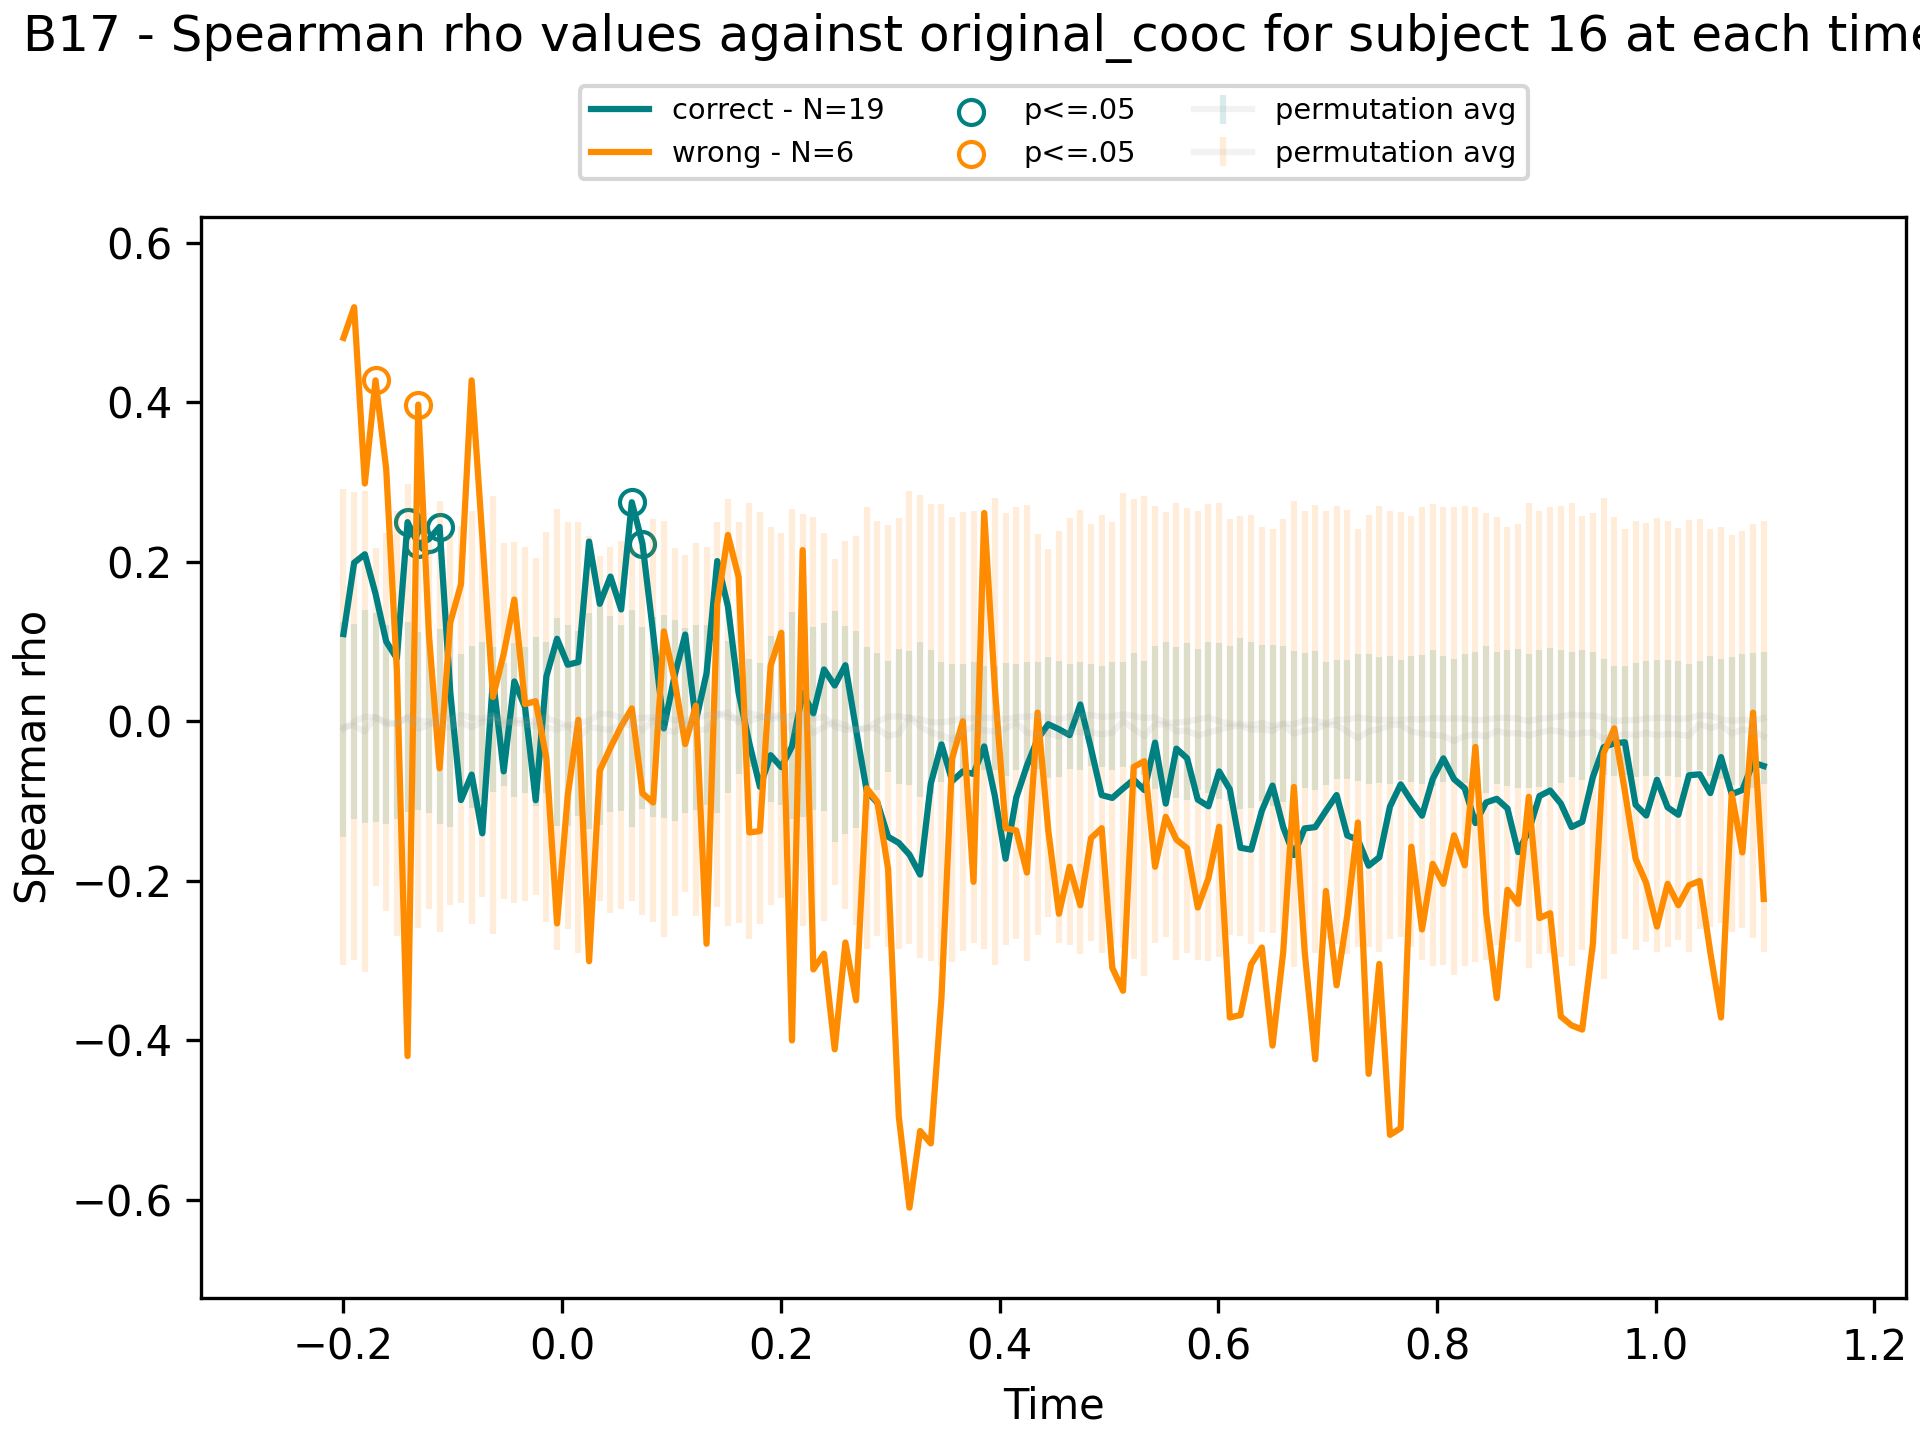 B17 - Spearman rho values against original_cooc for subject 16 at each time
correct - N=19 p<=.05 permutation avg
wrong - N=6 p<=.05 permutation avg
Spearman rho
0.6
0.4
0.2
0.0
−0.2
−0.4
−0.6
−0.2 0.0 0.2 0.4 0.6 0.8 1.0 1.2
Time